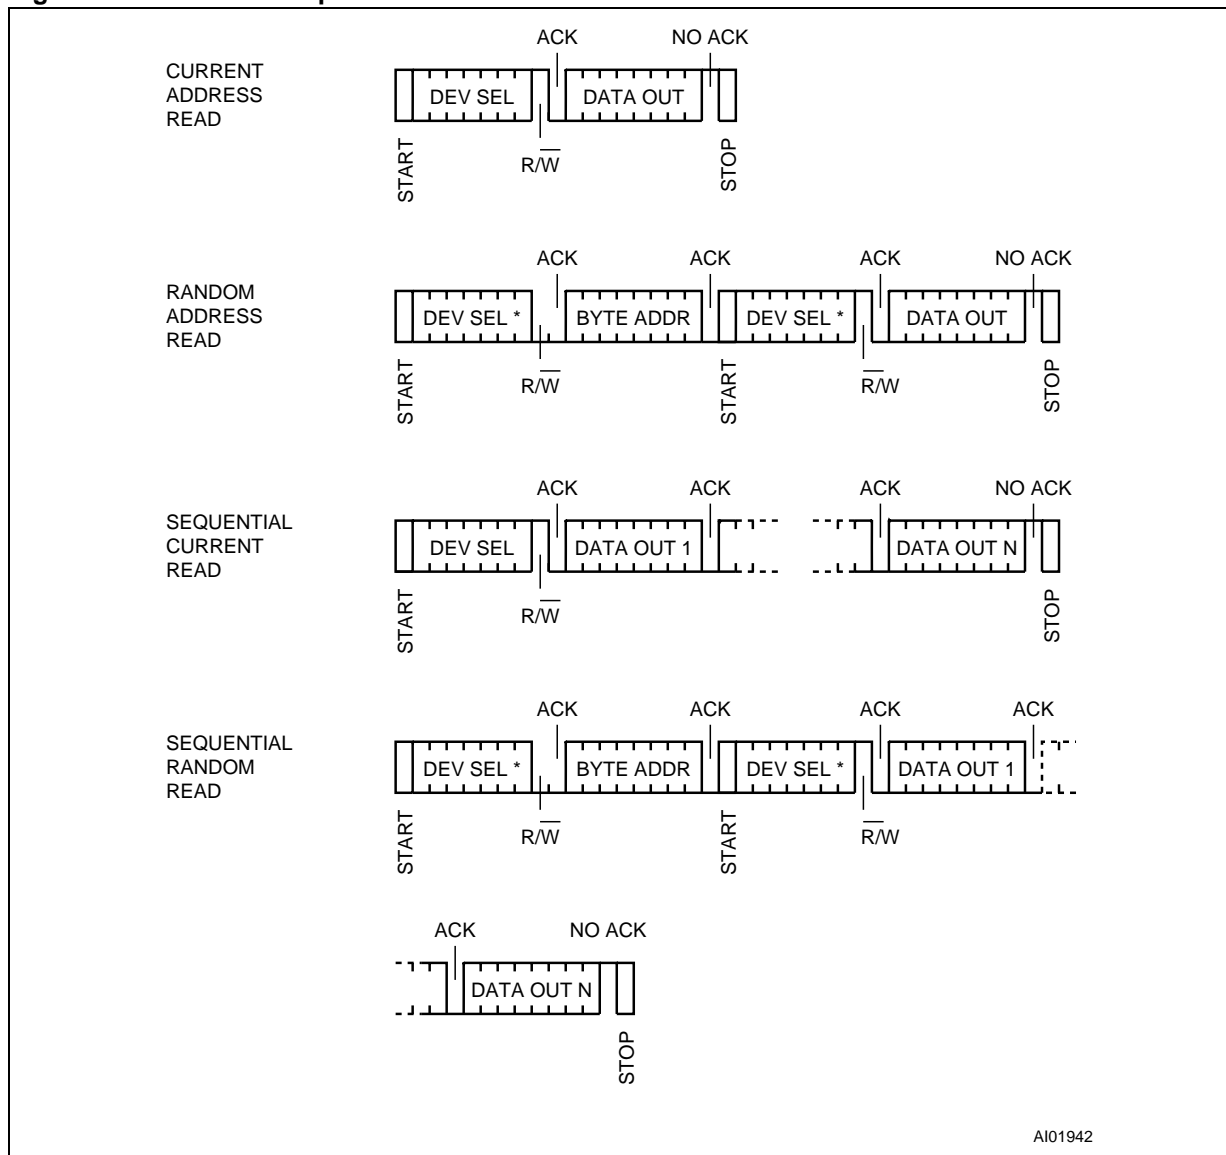 ACK NO ACK
CURRENT
ADDRESS
READ
DEV SEL DATA OUT
START R/W STOP
ACK ACK ACK NO ACK
RANDOM
ADDRESS
READ
DEV SEL * BYTE ADDR DEV SEL * DATA OUT
START R/W START R/W STOP
ACK ACK ACK NO ACK
SEQUENTIAL
CURRENT
READ
DEV SEL DATA OUT 1 DATA OUT N
START R/W STOP
ACK ACK ACK ACK
SEQUENTIAL
RANDOM
READ
DEV SEL * BYTE ADDR DEV SEL * DATA OUT 1
START R/W START R/W
ACK NO ACK
DATA OUT N
STOP
AI01942